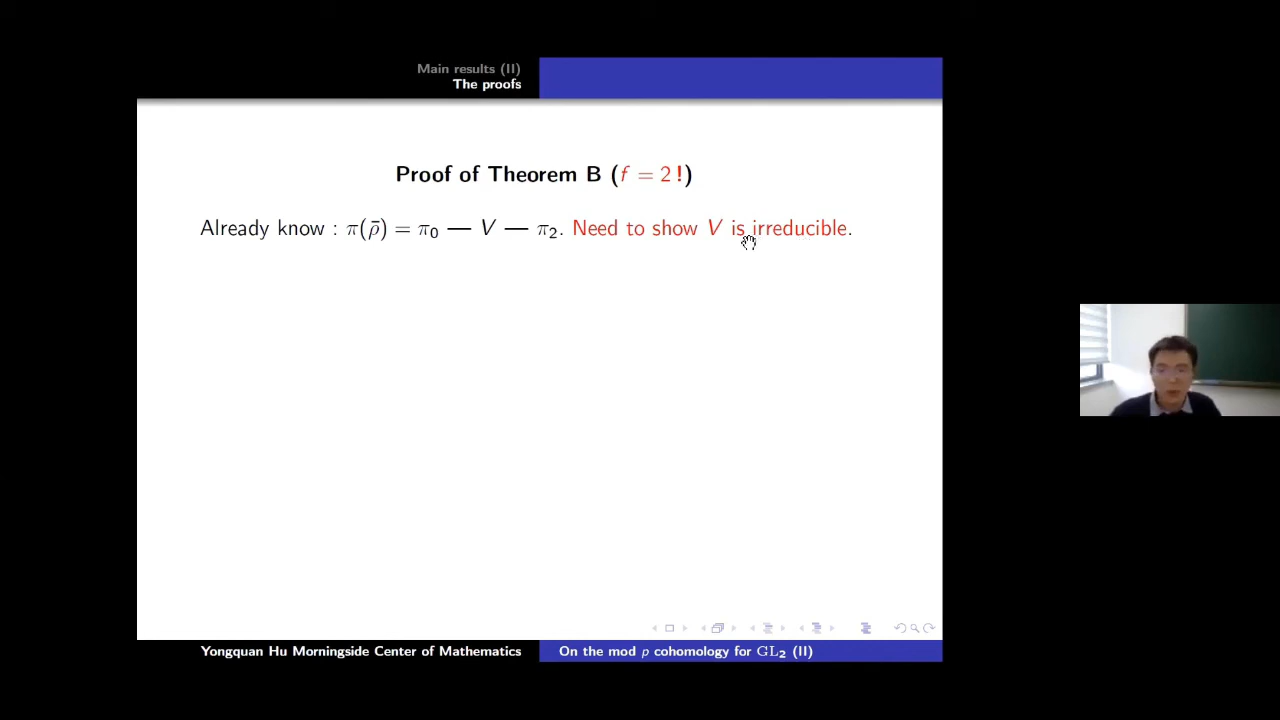 Main results (II)
The proofs
Proof of Theorem B (f = 2 !)
Already know : π(ρ̄) = π₀ — V — π₂. Need to show V is irreducible.
Yongquan Hu Morningside Center of Mathematics
On the mod p cohomology for GL₂ (II)